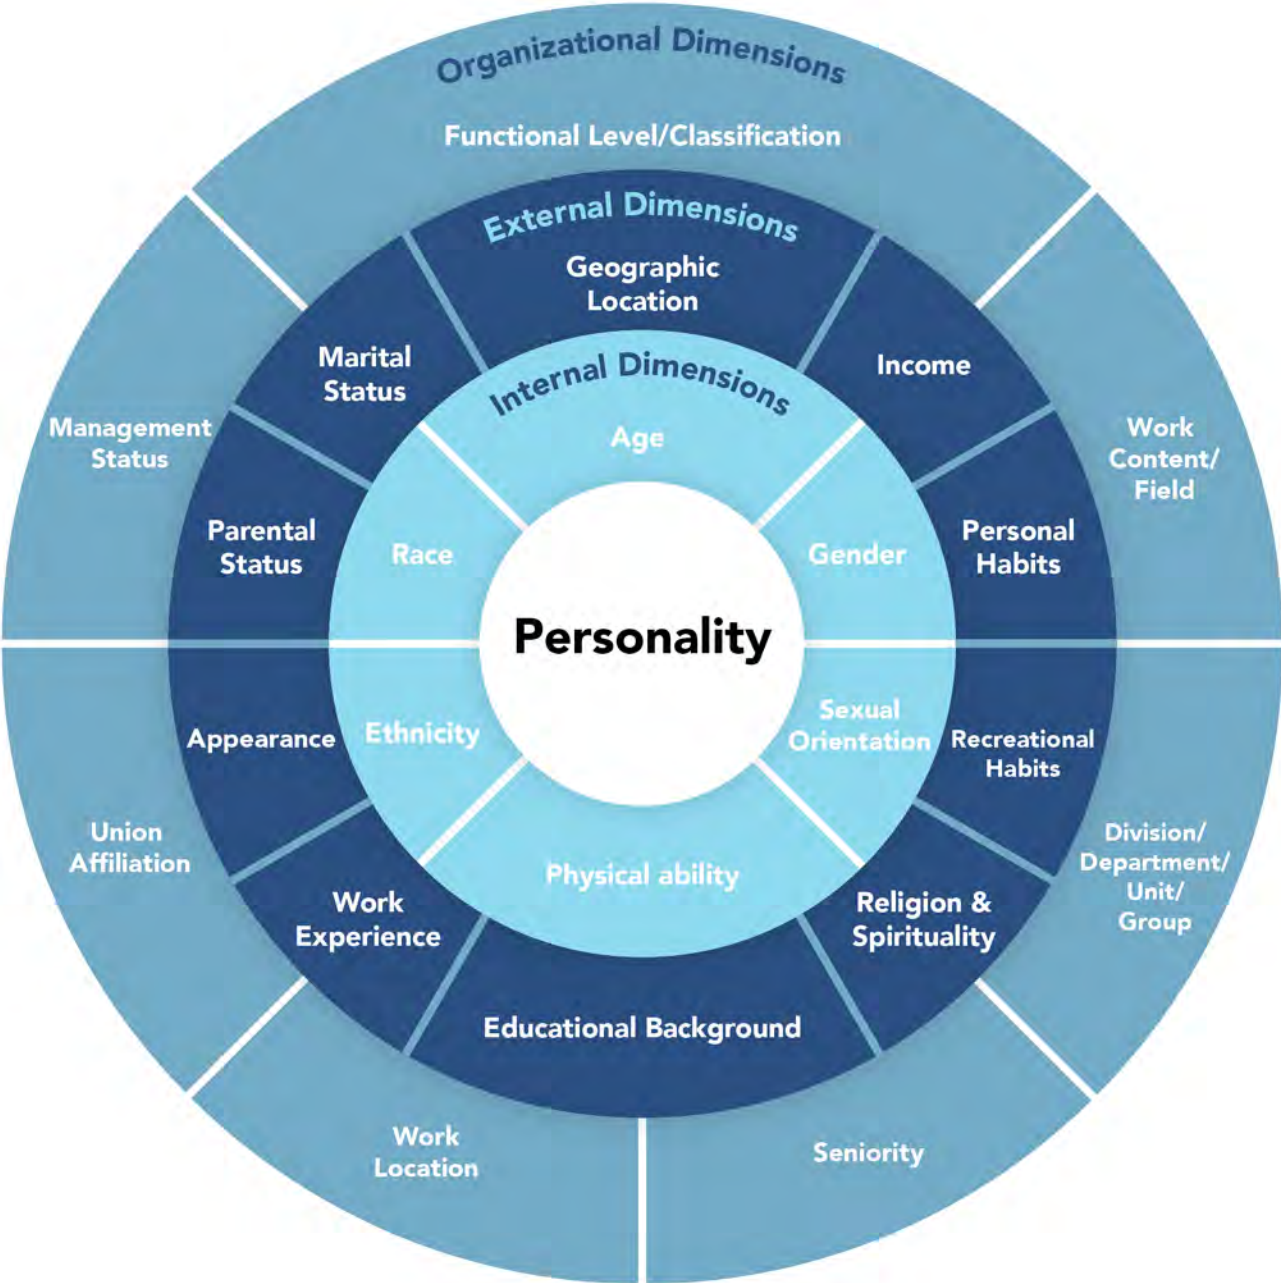 Organizational Dimensions
Functional Level/Classification
External Dimensions
Geographic
Location
Marital
Status
Income
Internal Dimensions
Age
Management
Status
Work
Content/
Field
Parental
Status
Race
Gender
Personal
Habits
Personality
Appearance
Ethnicity
Sexual
Orientation
Recreational
Habits
Union
Affiliation
Division/
Department/
Unit/
Group
Physical ability
Work
Experience
Religion &
Spirituality
Educational Background
Work
Location
Seniority